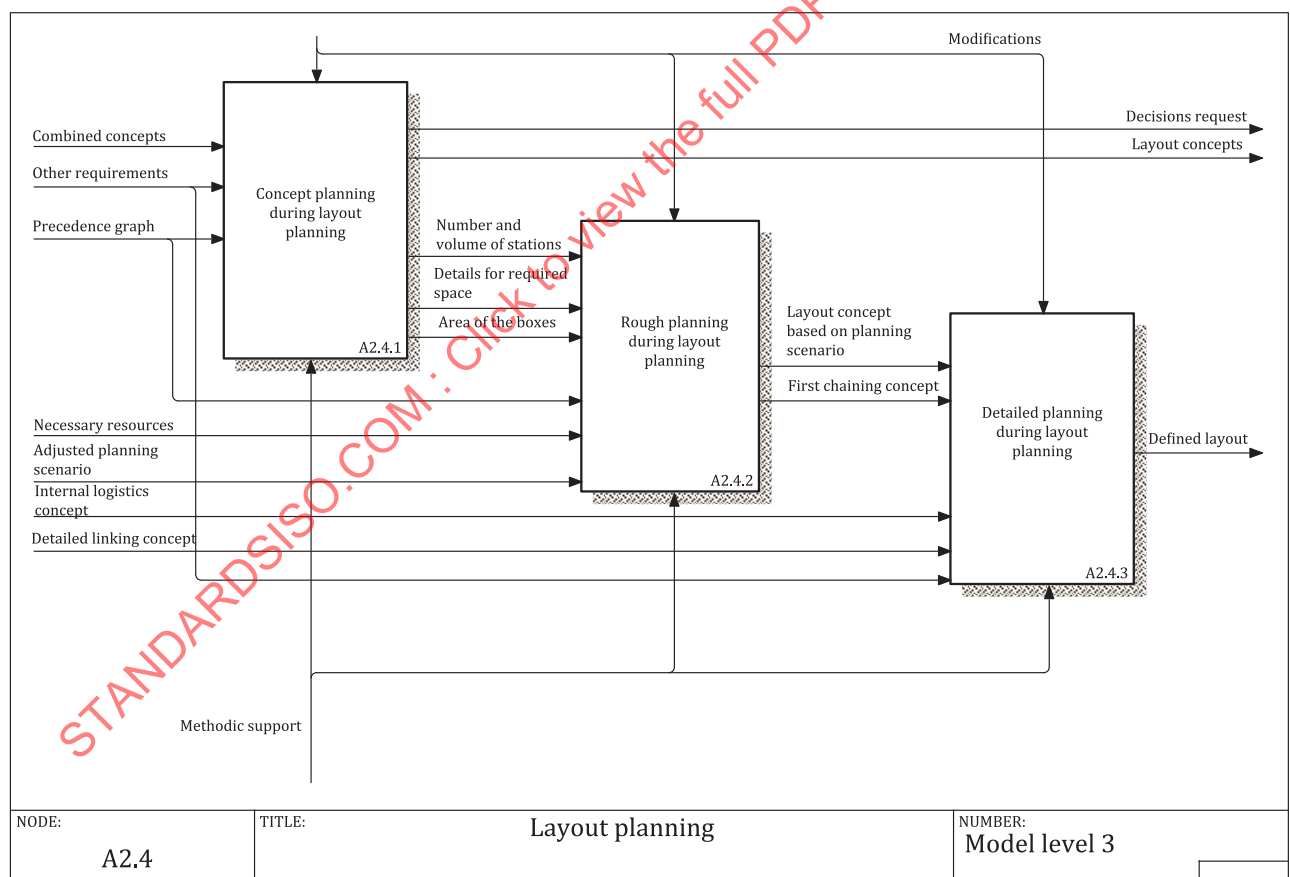 Modifications
Decisions request
Layout concepts
Combined concepts
Other requirements
Precedence graph
Concept planning
during layout
planning
A2.4.1
Number and
volume of stations
Details for required
space
Area of the boxes
Rough planning
during layout
planning
A2.4.2
Layout concept
based on planning
scenario
First chaining concept
Detailed planning
during layout
planning
A2.4.3
Defined layout
Necessary resources
Adjusted planning
scenario
Internal logistics
concept
Detailed linking concept
Methodic support
STANDARDSISO.COM : Click to view the full PDF
NODE:
A2.4
TITLE:
Layout planning
NUMBER:
Model level 3